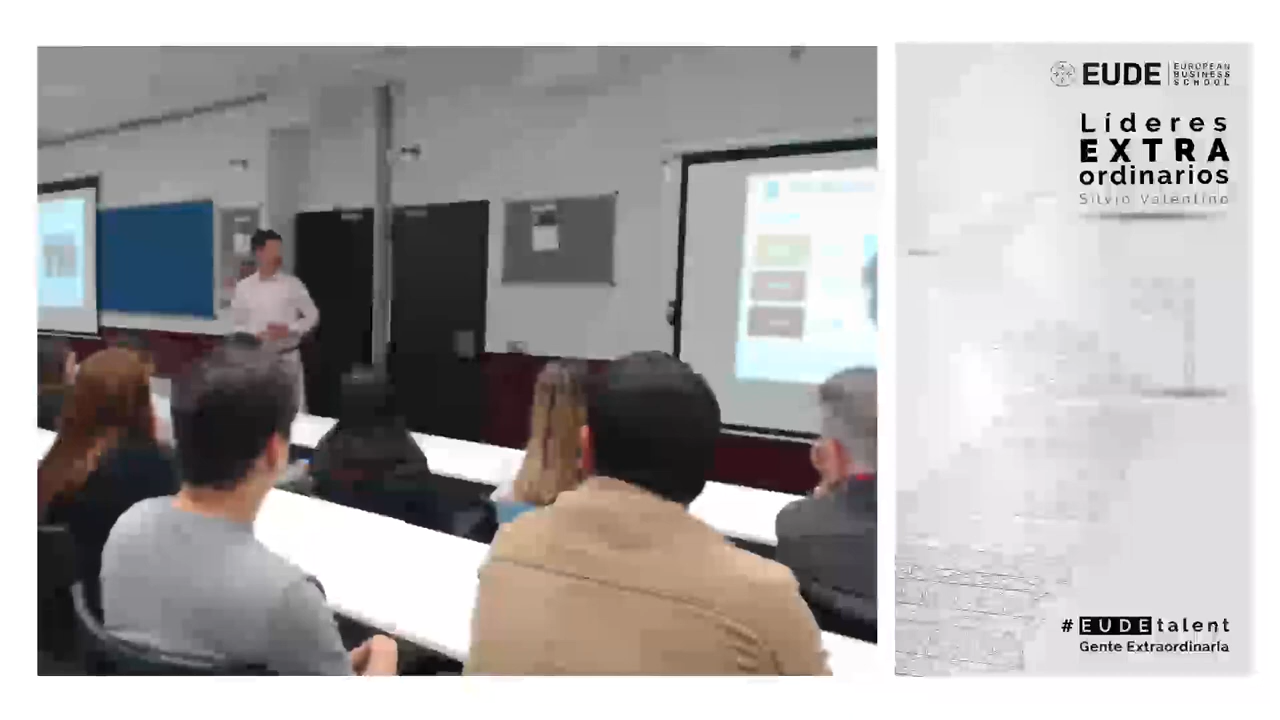 EUDE
EUROPEAN
BUSINESS
SCHOOL
Líderes
EXTRA
ordinarios
Silvio Valentino
#EUDEtalent
Gente Extraordinaria